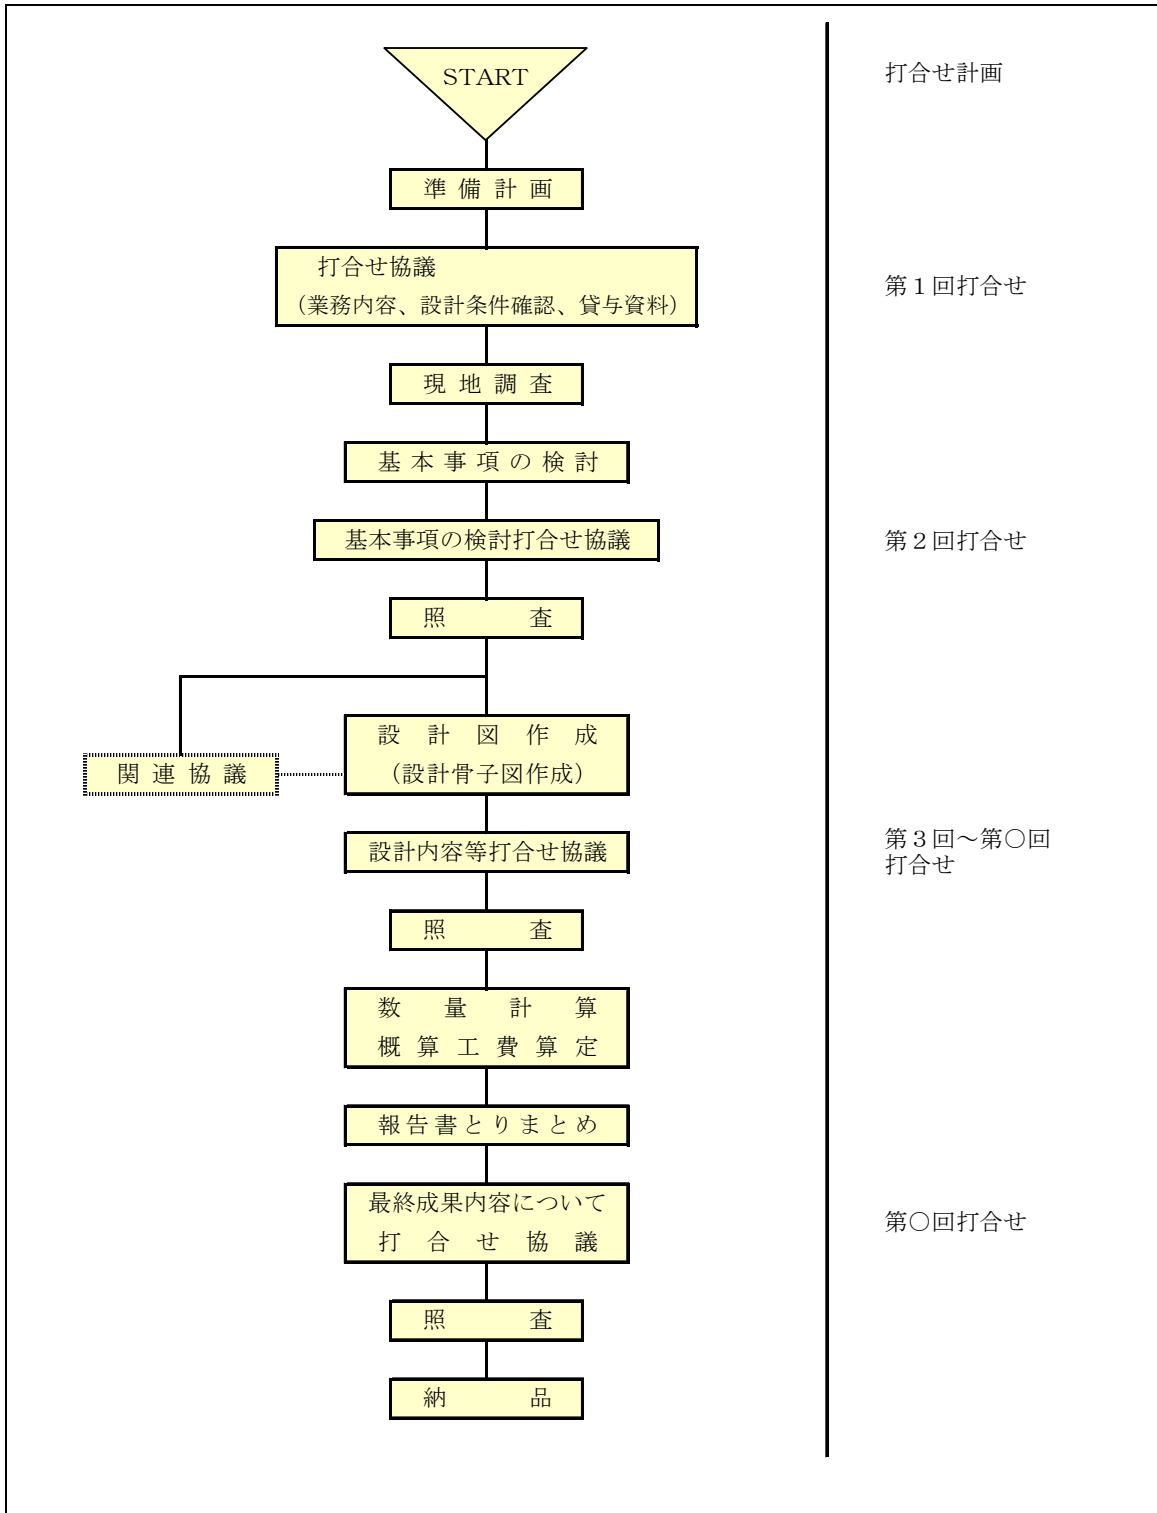 START
打合せ計画
準備計画
打合せ協議
（業務内容、設計条件確認、貸与資料）
第１回打合せ
現地調査
基本事項の検討
基本事項の検討打合せ協議
第２回打合せ
照査
設計図作成
（設計骨子図作成）
関連協議
設計内容等打合せ協議
第３回～第〇回
打合せ
照査
数量計算
概算工費算定
報告書とりまとめ
最終成果内容について
打合せ協議
第〇回打合せ
照査
納品